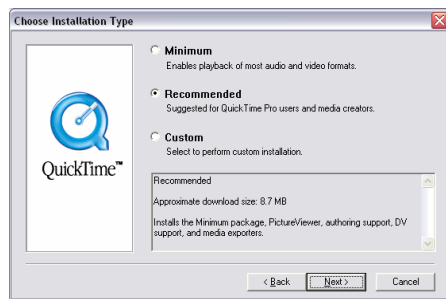 Choose Installation Type
Minimum
Enables playback of most audio and video formats.
Recommended
Suggested for QuickTime Pro users and media creators.
Custom
Select to perform custom installation.
QuickTime™
Recommended
Approximate download size: 8.7 MB
Installs the Minimum package, PictureViewer, authoring support, DV
support, and media exporters.
< Back
Next >
Cancel